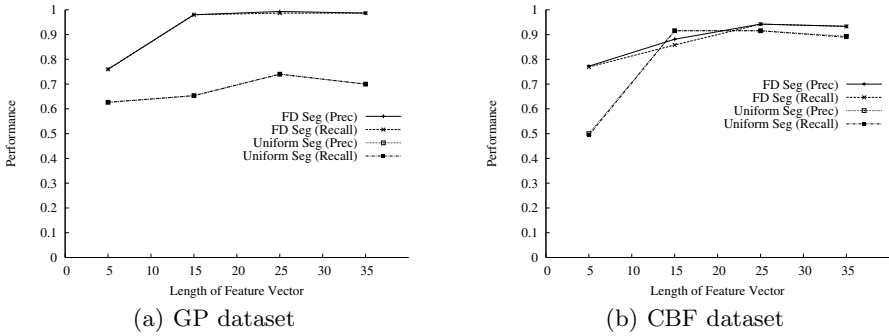 1
0.9
0.8
0.7
0.6
0.5
0.4
0.3
0.2
0.1
0
0 5 10 15 20 25 30 35
Performance
Length of Feature Vector
FD Seg (Prec)
FD Seg (Recall)
Uniform Seg (Prec)
Uniform Seg (Recall)
(a) GP dataset
1
0.9
0.8
0.7
0.6
0.5
0.4
0.3
0.2
0.1
0
0 5 10 15 20 25 30 35
Performance
Length of Feature Vector
FD Seg (Prec)
FD Seg (Recall)
Uniform Seg (Prec)
Uniform Seg (Recall)
(b) CBF dataset